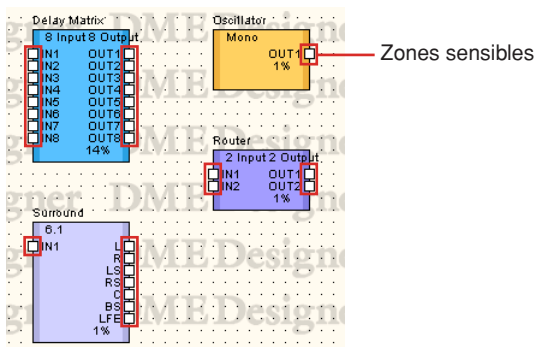 Delay Matrix
8 Input 8 Output
IN1 OUT1
IN2 OUT2
IN3 OUT3
IN4 OUT4
IN5 OUT5
IN6 OUT6
IN7 OUT7
IN8 OUT8
14%
Oscillator
Mono
OUT1
1%
Zones sensibles
Router
2 Input 2 Output
IN1 OUT1
IN2 OUT2
1%
Surround
6.1
IN1 L
R
LS
RS
C
BS
LFE
1%
DME Designer